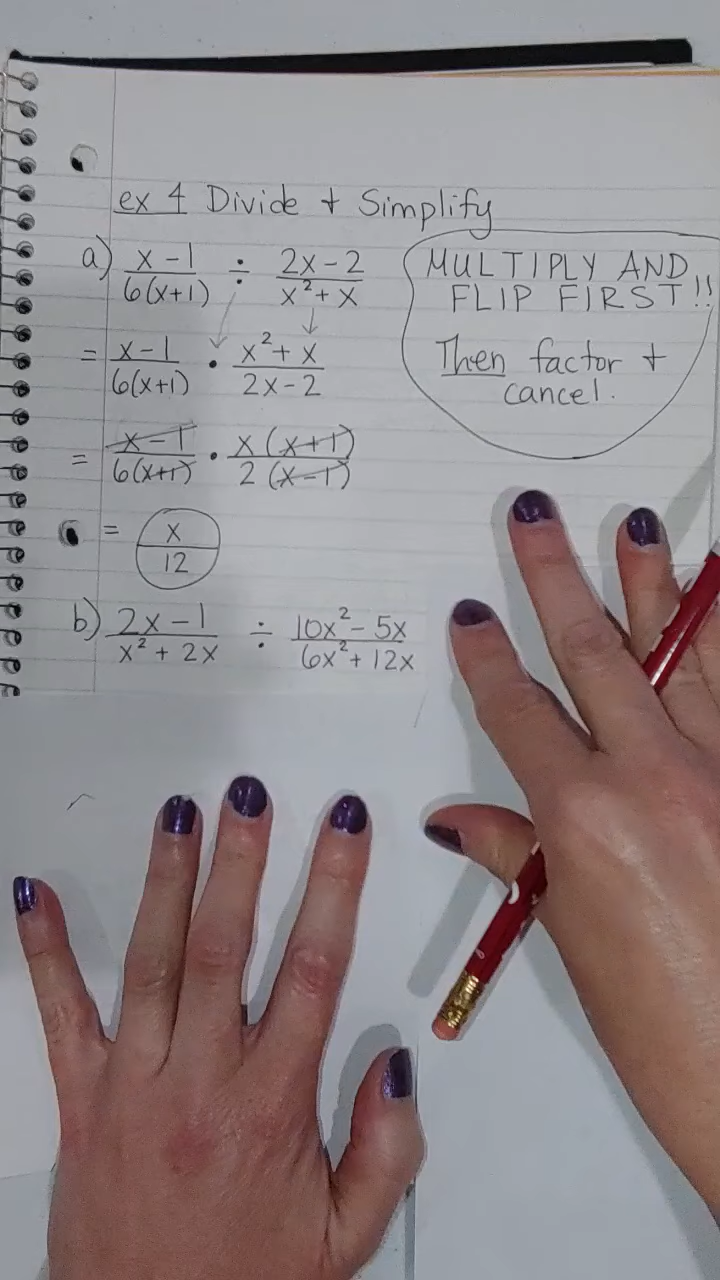 ex 4 Divide + Simplify
a) x - 1 / 6(x+1) ÷ 2x - 2 / x² + x
MULTIPLY AND
FLIP FIRST!!
= x - 1 / 6(x+1) • x² + x / 2x - 2
Then factor +
cancel.
= x - 1 / 6(x+1) • x(x+1) / 2(x-1)
= x / 12
b) 2x - 1 / x² + 2x ÷ 10x² - 5x / 6x² + 12x